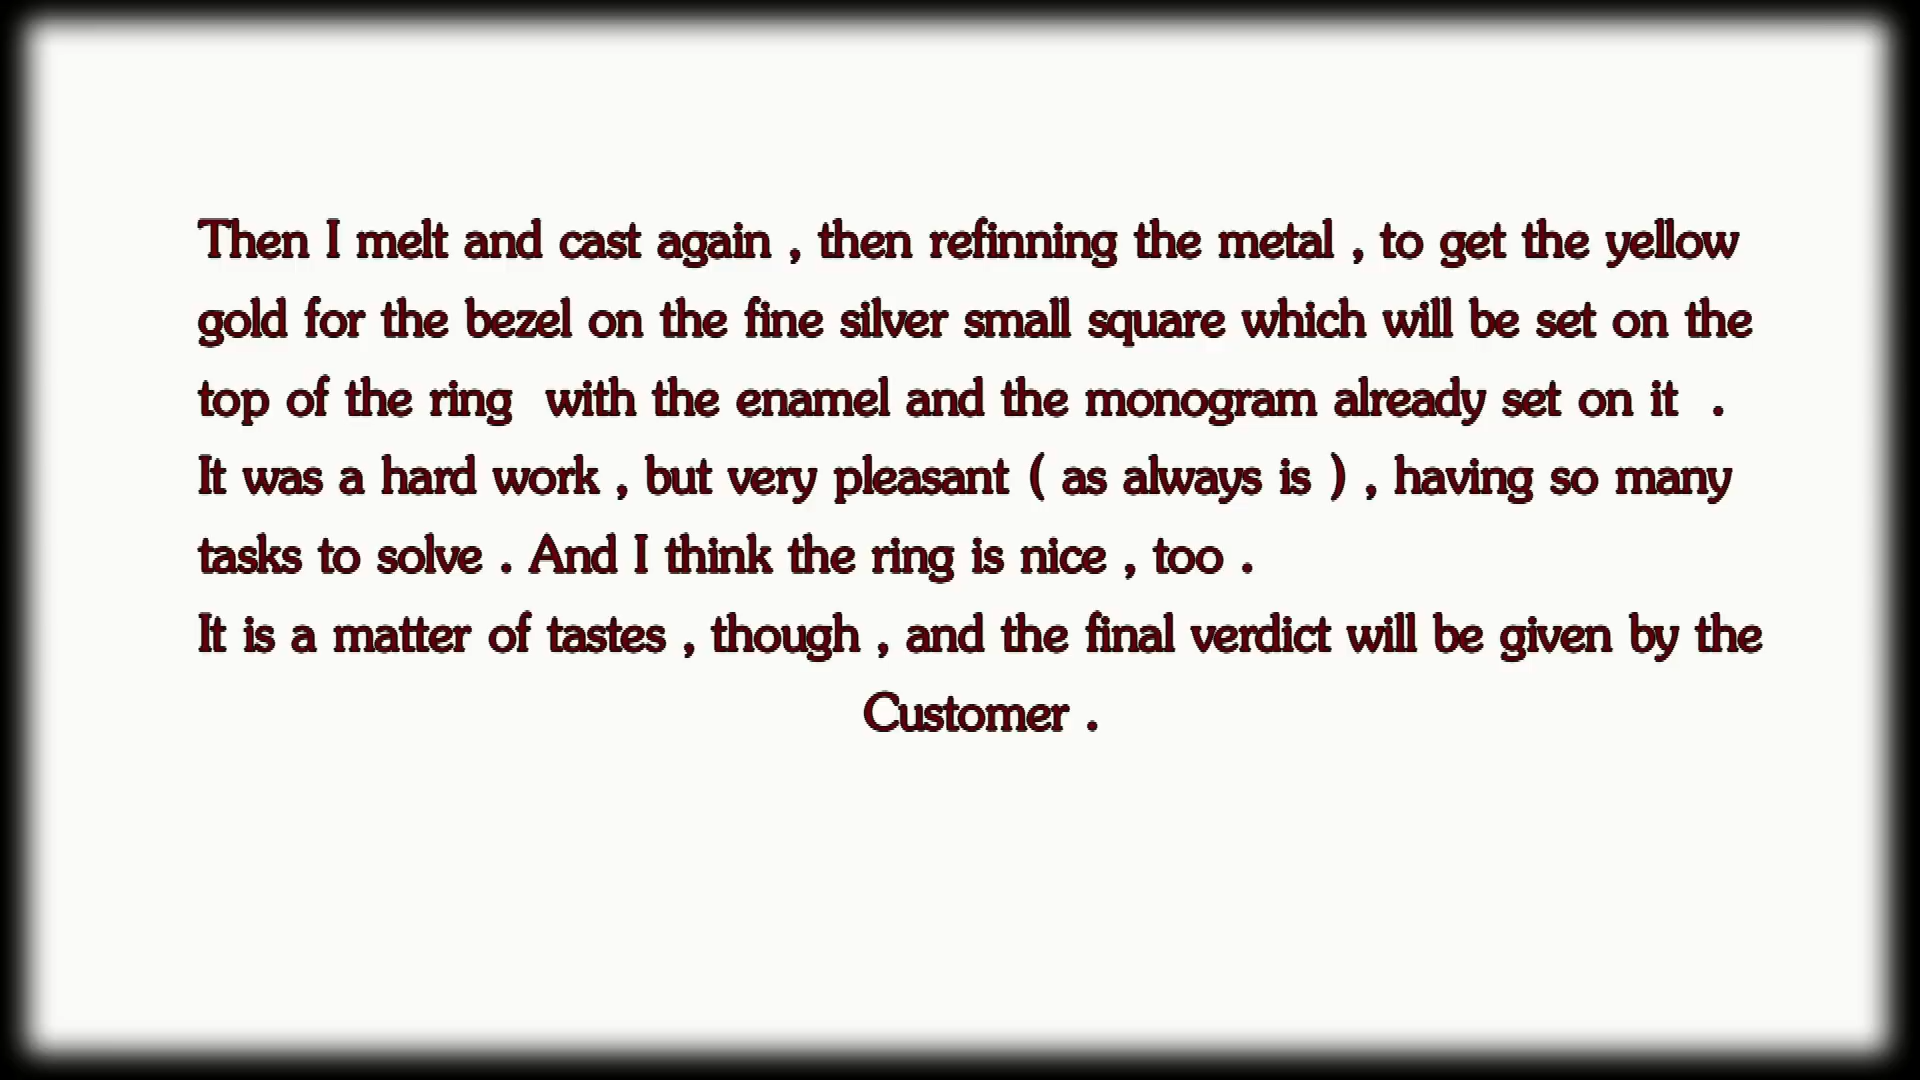 Then I melt and cast again , then refinning the metal , to get the yellow
gold for the bezel on the fine silver small square which will be set on the
top of the ring  with the enamel and the monogram already set on it  .
It was a hard work , but very pleasant ( as always is ) , having so many
tasks to solve . And I think the ring is nice , too .
It is a matter of tastes , though , and the final verdict will be given by the
Customer .